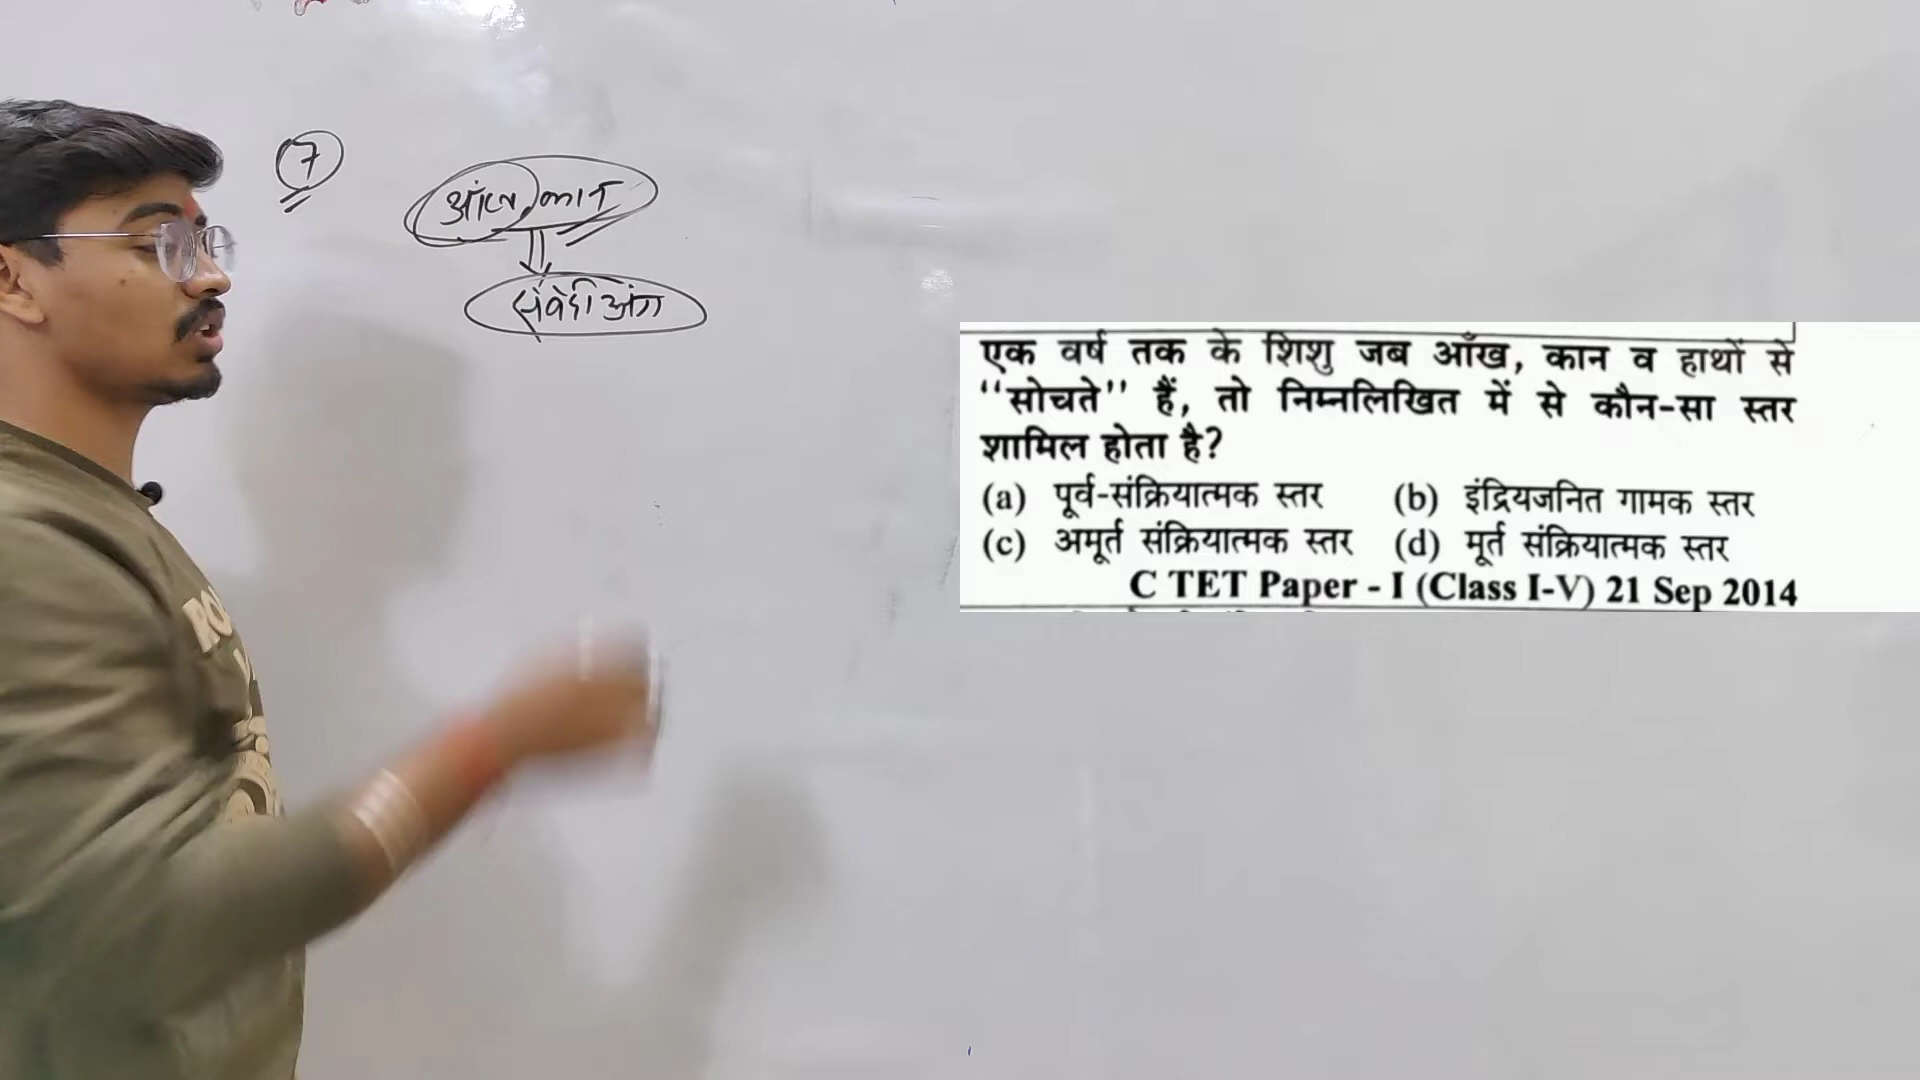 7
आंख, कान
संवेदी अंग
एक वर्ष तक के शिशु जब आँख, कान व हाथों से
‘‘सोचते’’ हैं, तो निम्नलिखित में से कौन-सा स्तर
शामिल होता है?
(a) पूर्व-संक्रियात्मक स्तर (b) इंद्रियजनित गामक स्तर
(c) अमूर्त संक्रियात्मक स्तर (d) मूर्त संक्रियात्मक स्तर
C TET Paper - I (Class I-V) 21 Sep 2014